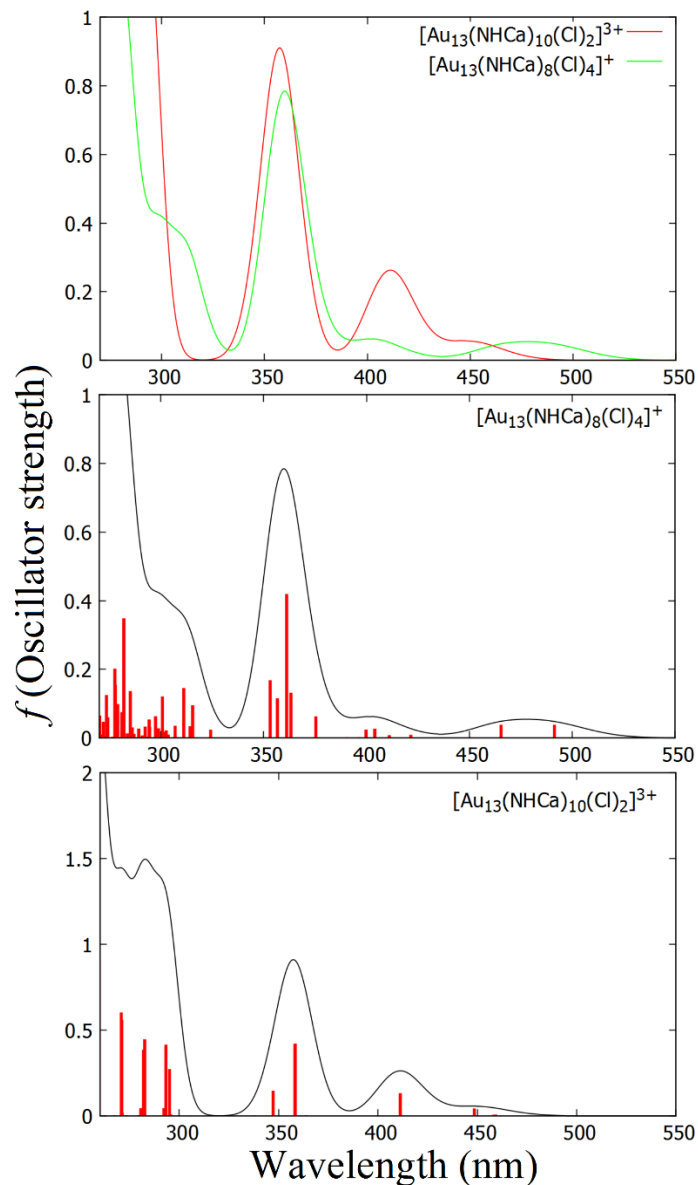 f (Oscillator strength)
1
0.8
0.6
0.4
0.2
0
[Au₁₃(NHCa)₁₀(Cl)₂]³⁺
[Au₁₃(NHCa)₈(Cl)₄]⁺
300 350 400 450 500 550
1
0.8
0.6
0.4
0.2
0
[Au₁₃(NHCa)₈(Cl)₄]⁺
300 350 400 450 500 550
2
1.5
1
0.5
0
[Au₁₃(NHCa)₁₀(Cl)₂]³⁺
300 350 400 450 500 550
Wavelength (nm)